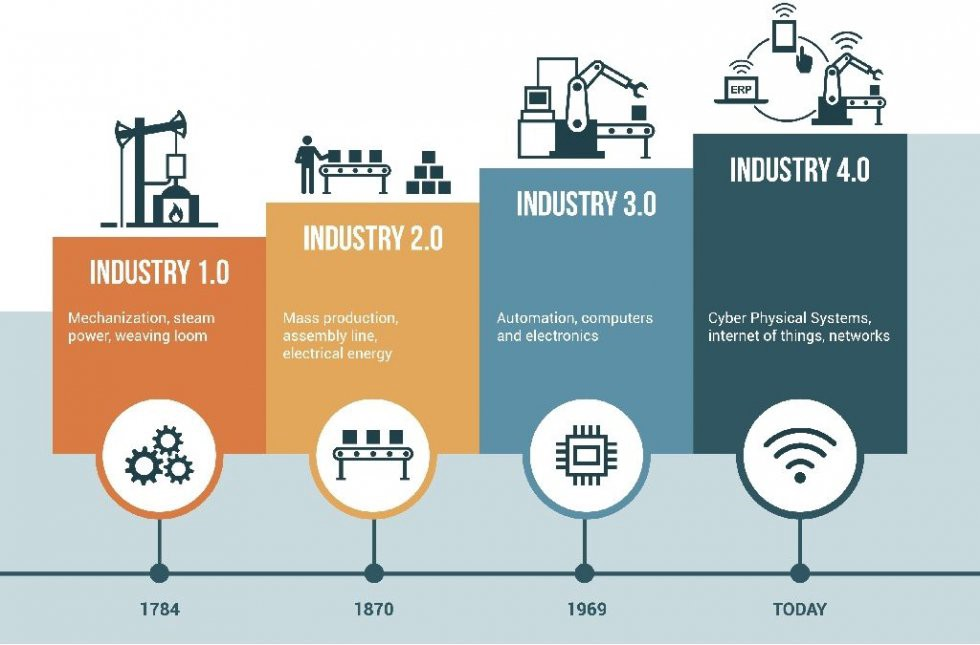 ERP
INDUSTRY 1.0
Mechanization, steam
power, weaving loom
INDUSTRY 2.0
Mass production,
assembly line,
electrical energy
INDUSTRY 3.0
Automation, computers
and electronics
INDUSTRY 4.0
Cyber Physical Systems,
internet of things, networks
1784
1870
1969
TODAY